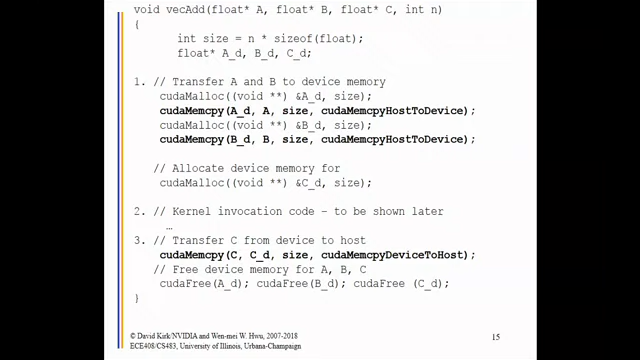 void vecAdd(float* A, float* B, float* C, int n)
{
int size = n * sizeof(float);
float* A_d, B_d, C_d;
1. // Transfer A and B to device memory
cudaMalloc((void **) &A_d, size);
cudaMemcpy(A_d, A, size, cudaMemcpyHostToDevice);
cudaMalloc((void **) &B_d, size);
cudaMemcpy(B_d, B, size, cudaMemcpyHostToDevice);
// Allocate device memory for
cudaMalloc((void **) &C_d, size);
2. // Kernel invocation code – to be shown later
…
3. // Transfer C from device to host
cudaMemcpy(C, C_d, size, cudaMemcpyDeviceToHost);
// Free device memory for A, B, C
cudaFree(A_d); cudaFree(B_d); cudaFree (C_d);
}
© David Kirk/NVIDIA and Wen-mei W. Hwu, 2007-2018
ECE408/CS483, University of Illinois, Urbana-Champaign
15